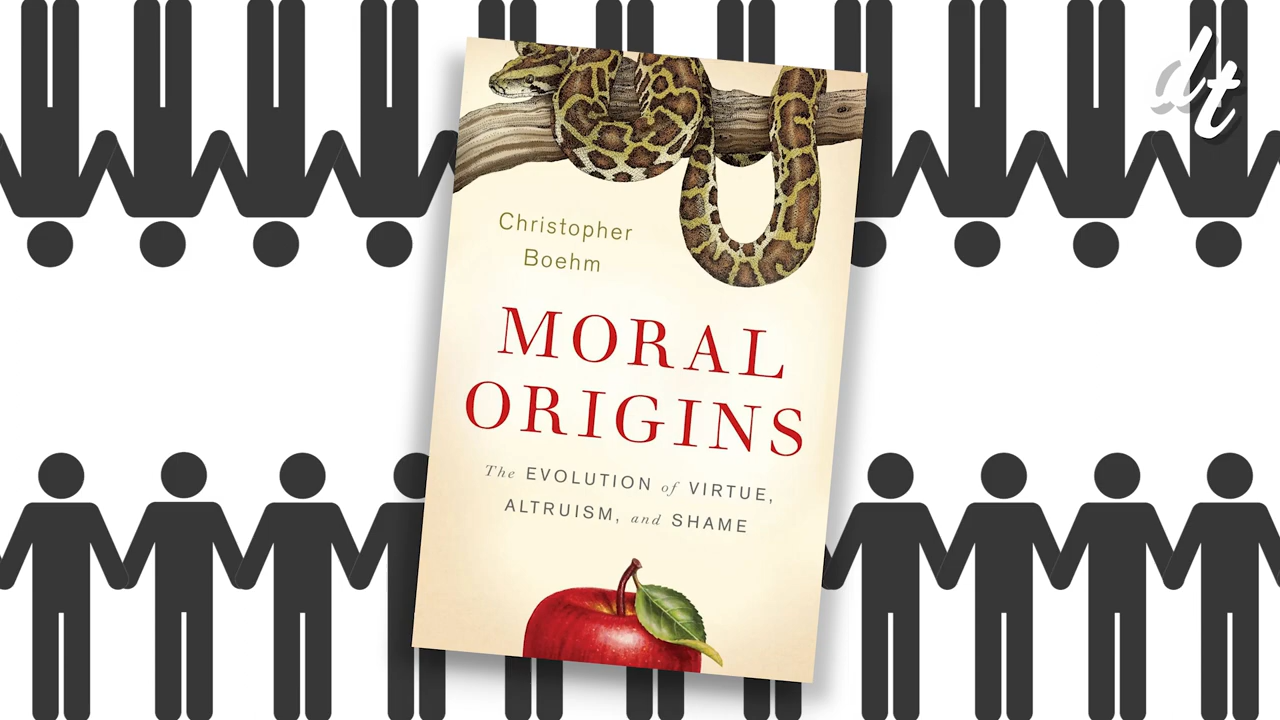 dt
Christopher
Boehm
MORAL
ORIGINS
The EVOLUTION of VIRTUE,
ALTRUISM, and SHAME